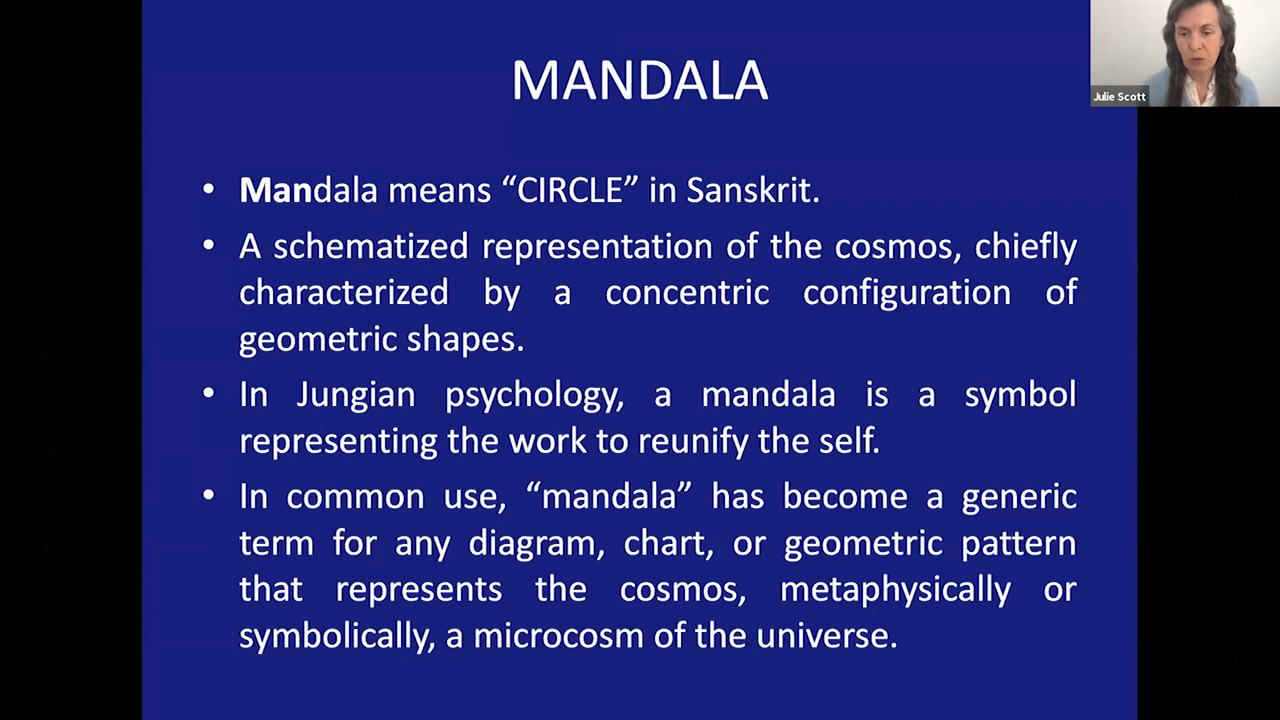 MANDALA
Julie Scott
• Mandala means “CIRCLE” in Sanskrit.
• A schematized representation of the cosmos, chiefly
characterized by a concentric configuration of
geometric shapes.
• In Jungian psychology, a mandala is a symbol
representing the work to reunify the self.
• In common use, “mandala” has become a generic
term for any diagram, chart, or geometric pattern
that represents the cosmos, metaphysically or
symbolically, a microcosm of the universe.